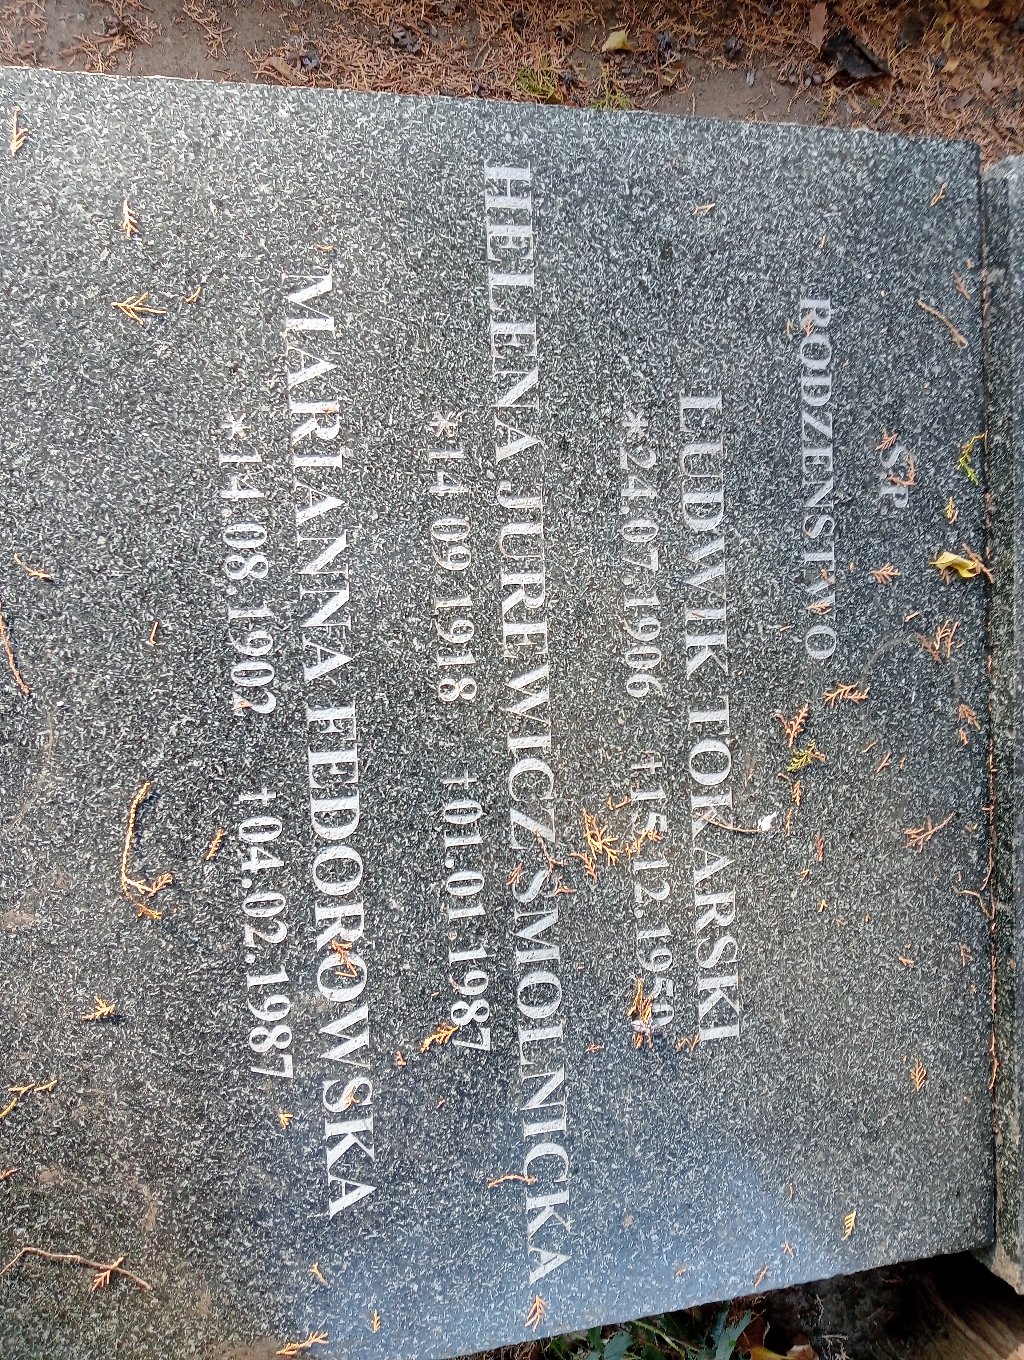 Ś.P.
RODZEŃSTWO
LUDWIK TOKARSKI
*24.07.1906 †15.12.1950
HELENA JUREWICZ SMOLNICKA
*14.09.1918 †01.01.1987
MARIANNA FEDOROWSKA
*14.08.1902 †04.02.1987